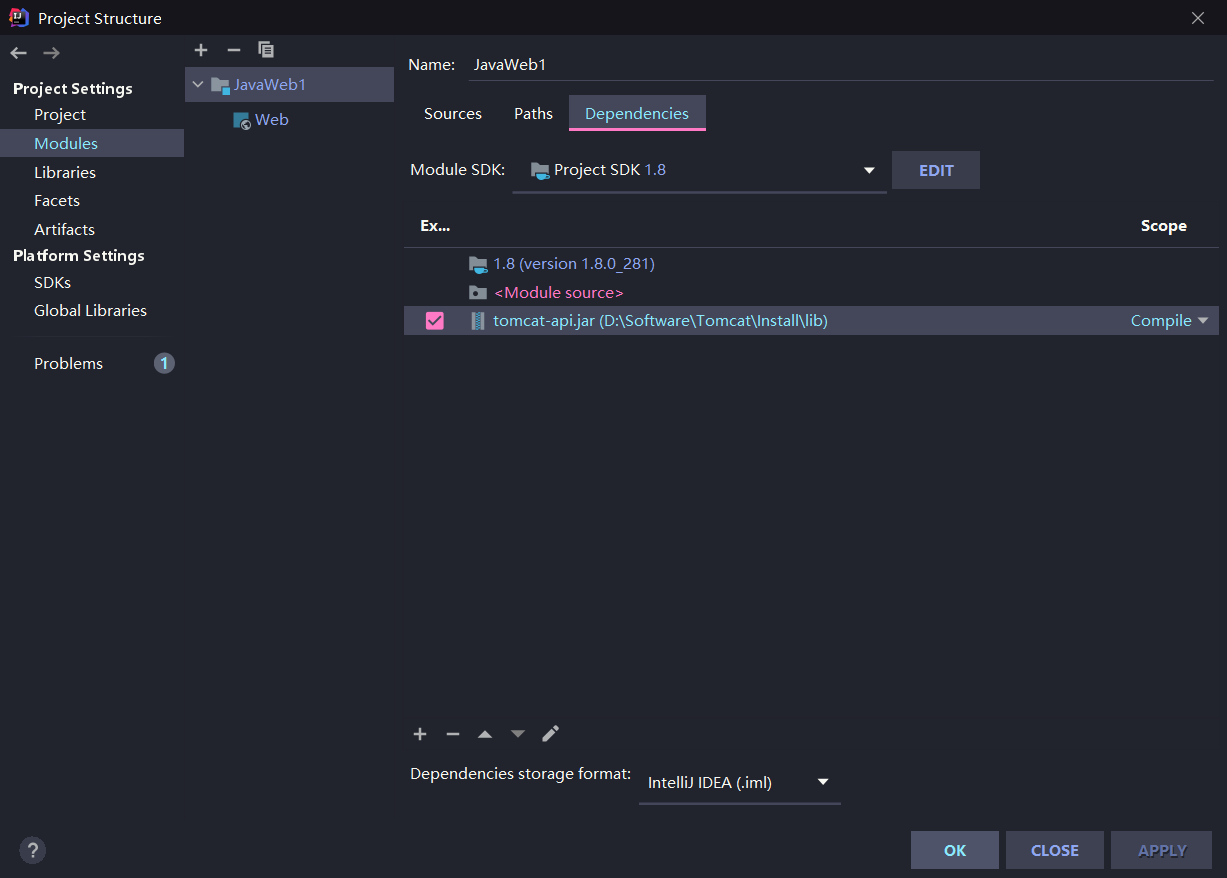 Project Structure
Project Settings
Project
Modules
Libraries
Facets
Artifacts
Platform Settings
SDKs
Global Libraries
Problems 1
JavaWeb1
Web
Name: JavaWeb1
Sources Paths Dependencies
Module SDK: Project SDK 1.8 EDIT
Ex... Scope
1.8 (version 1.8.0_281)
<Module source>
tomcat-api.jar (D:\Software\Tomcat\Install\lib) Compile
Dependencies storage format: IntelliJ IDEA (.iml)
? OK CLOSE APPLY